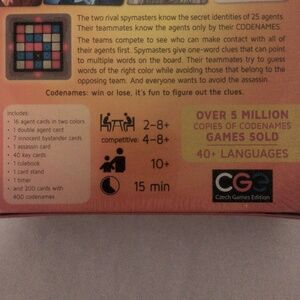 The two rival spymasters know the secret identities of 25 agents.
Their teammates know the agents only by their CODENAMES.
The teams compete to see who can make contact with all of
their agents first. Spymasters give one-word clues that can point
to multiple words on the board. Their teammates try to guess
words of the right color while avoiding those that belong to the
opposing team. And everyone wants to avoid the assassin.
Codenames: win or lose, it's fun to figure out the clues.
Includes:
16 agent cards in two colors
1 double agent card
7 innocent bystander cards
1 assassin card
40 key cards
1 rulebook
1 card stand
1 timer
and 200 cards with
400 codenames
2–8+
competitive: 4–8+
10+
15 min
OVER 5 MILLION
COPIES OF CODENAMES
GAMES SOLD
40+ LANGUAGES
CGE
Czech Games Edition